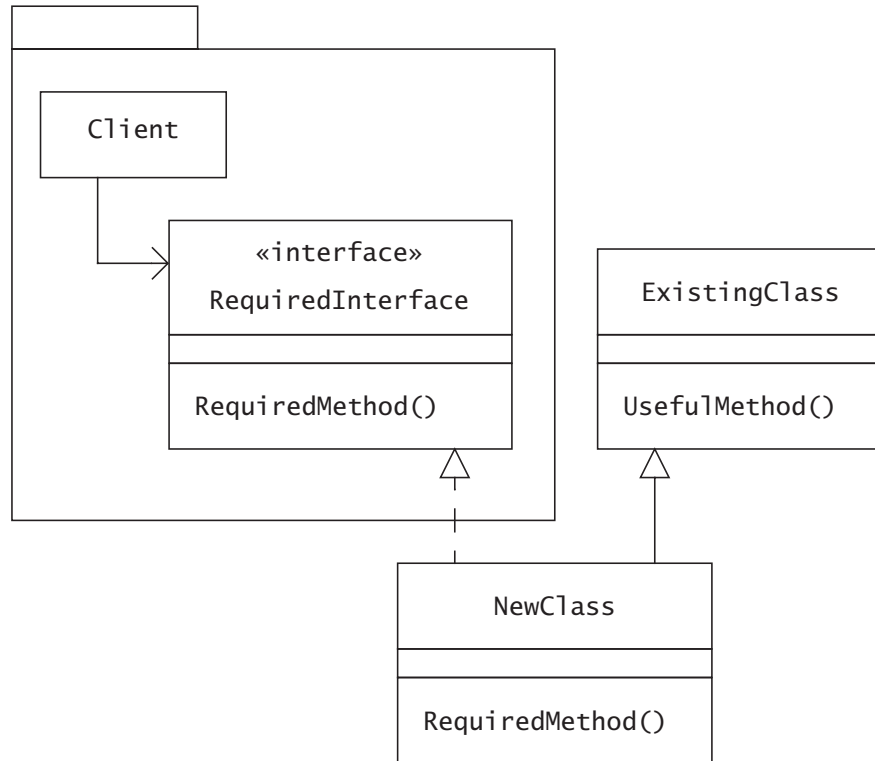 Client
«interface»
RequiredInterface
RequiredMethod()
ExistingClass
UsefulMethod()
NewClass
RequiredMethod()